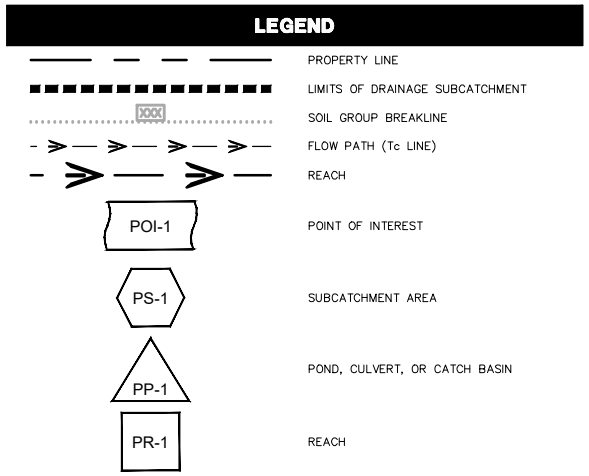 LEGEND
PROPERTY LINE
LIMITS OF DRAINAGE SUBCATCHMENT
XXX
SOIL GROUP BREAKLINE
FLOW PATH (Tc LINE)
REACH
POI-1
POINT OF INTEREST
PS-1
SUBCATCHMENT AREA
PP-1
POND, CULVERT, OR CATCH BASIN
PR-1
REACH